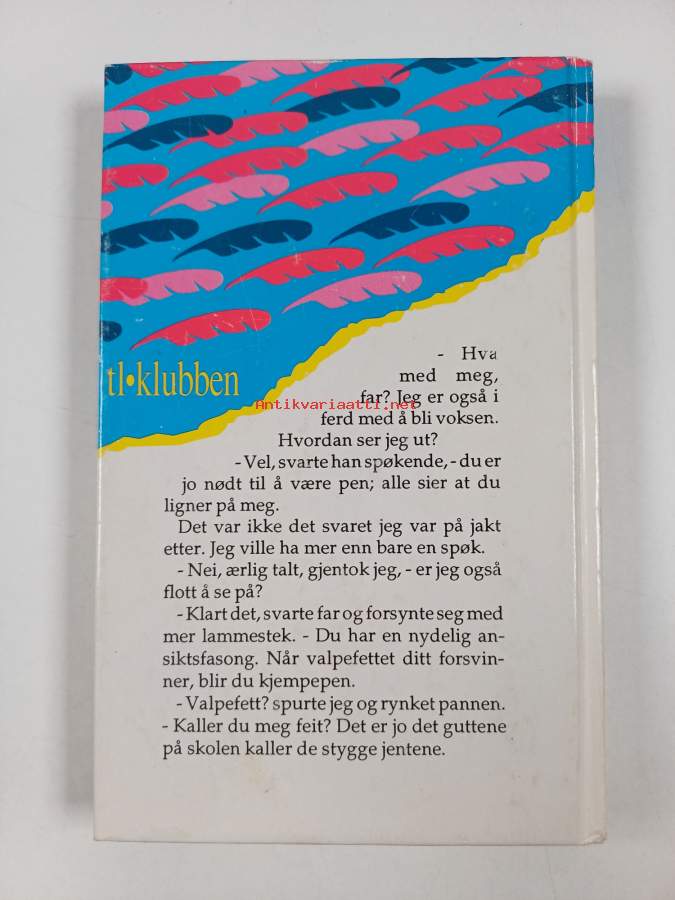 tl•klubben
- Hva
med meg,
far? Jeg er også i
Antikvariaatti.net
ferd med å bli voksen.
Hvordan ser jeg ut?
- Vel, svarte han spøkende, - du er
jo nødt til å være pen; alle sier at du
ligner på meg.
Det var ikke det svaret jeg var på jakt
etter. Jeg ville ha mer enn bare en spøk.
- Nei, ærlig talt, gjentok jeg, - er jeg også
flott å se på?
- Klart det, svarte far og forsynte seg med
mer lammestek. - Du har en nydelig an-
siktsfasong. Når valpefettet ditt forsvin-
ner, blir du kjempepen.
- Valpefett? spurte jeg og rynket pannen.
- Kaller du meg feit? Det er jo det guttene
på skolen kaller de stygge jentene.